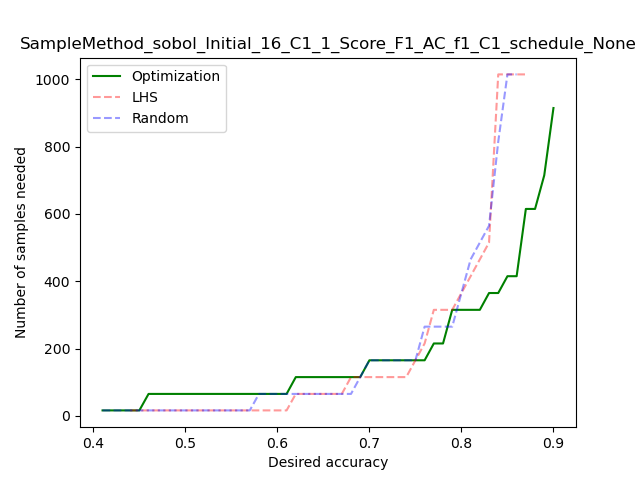 SampleMethod_sobol_Initial_16_C1_1_Score_F1_AC_f1_C1_schedule_None
Optimization
LHS
Random
Number of samples needed
1000
800
600
400
200
0
0.4 0.5 0.6 0.7 0.8 0.9
Desired accuracy